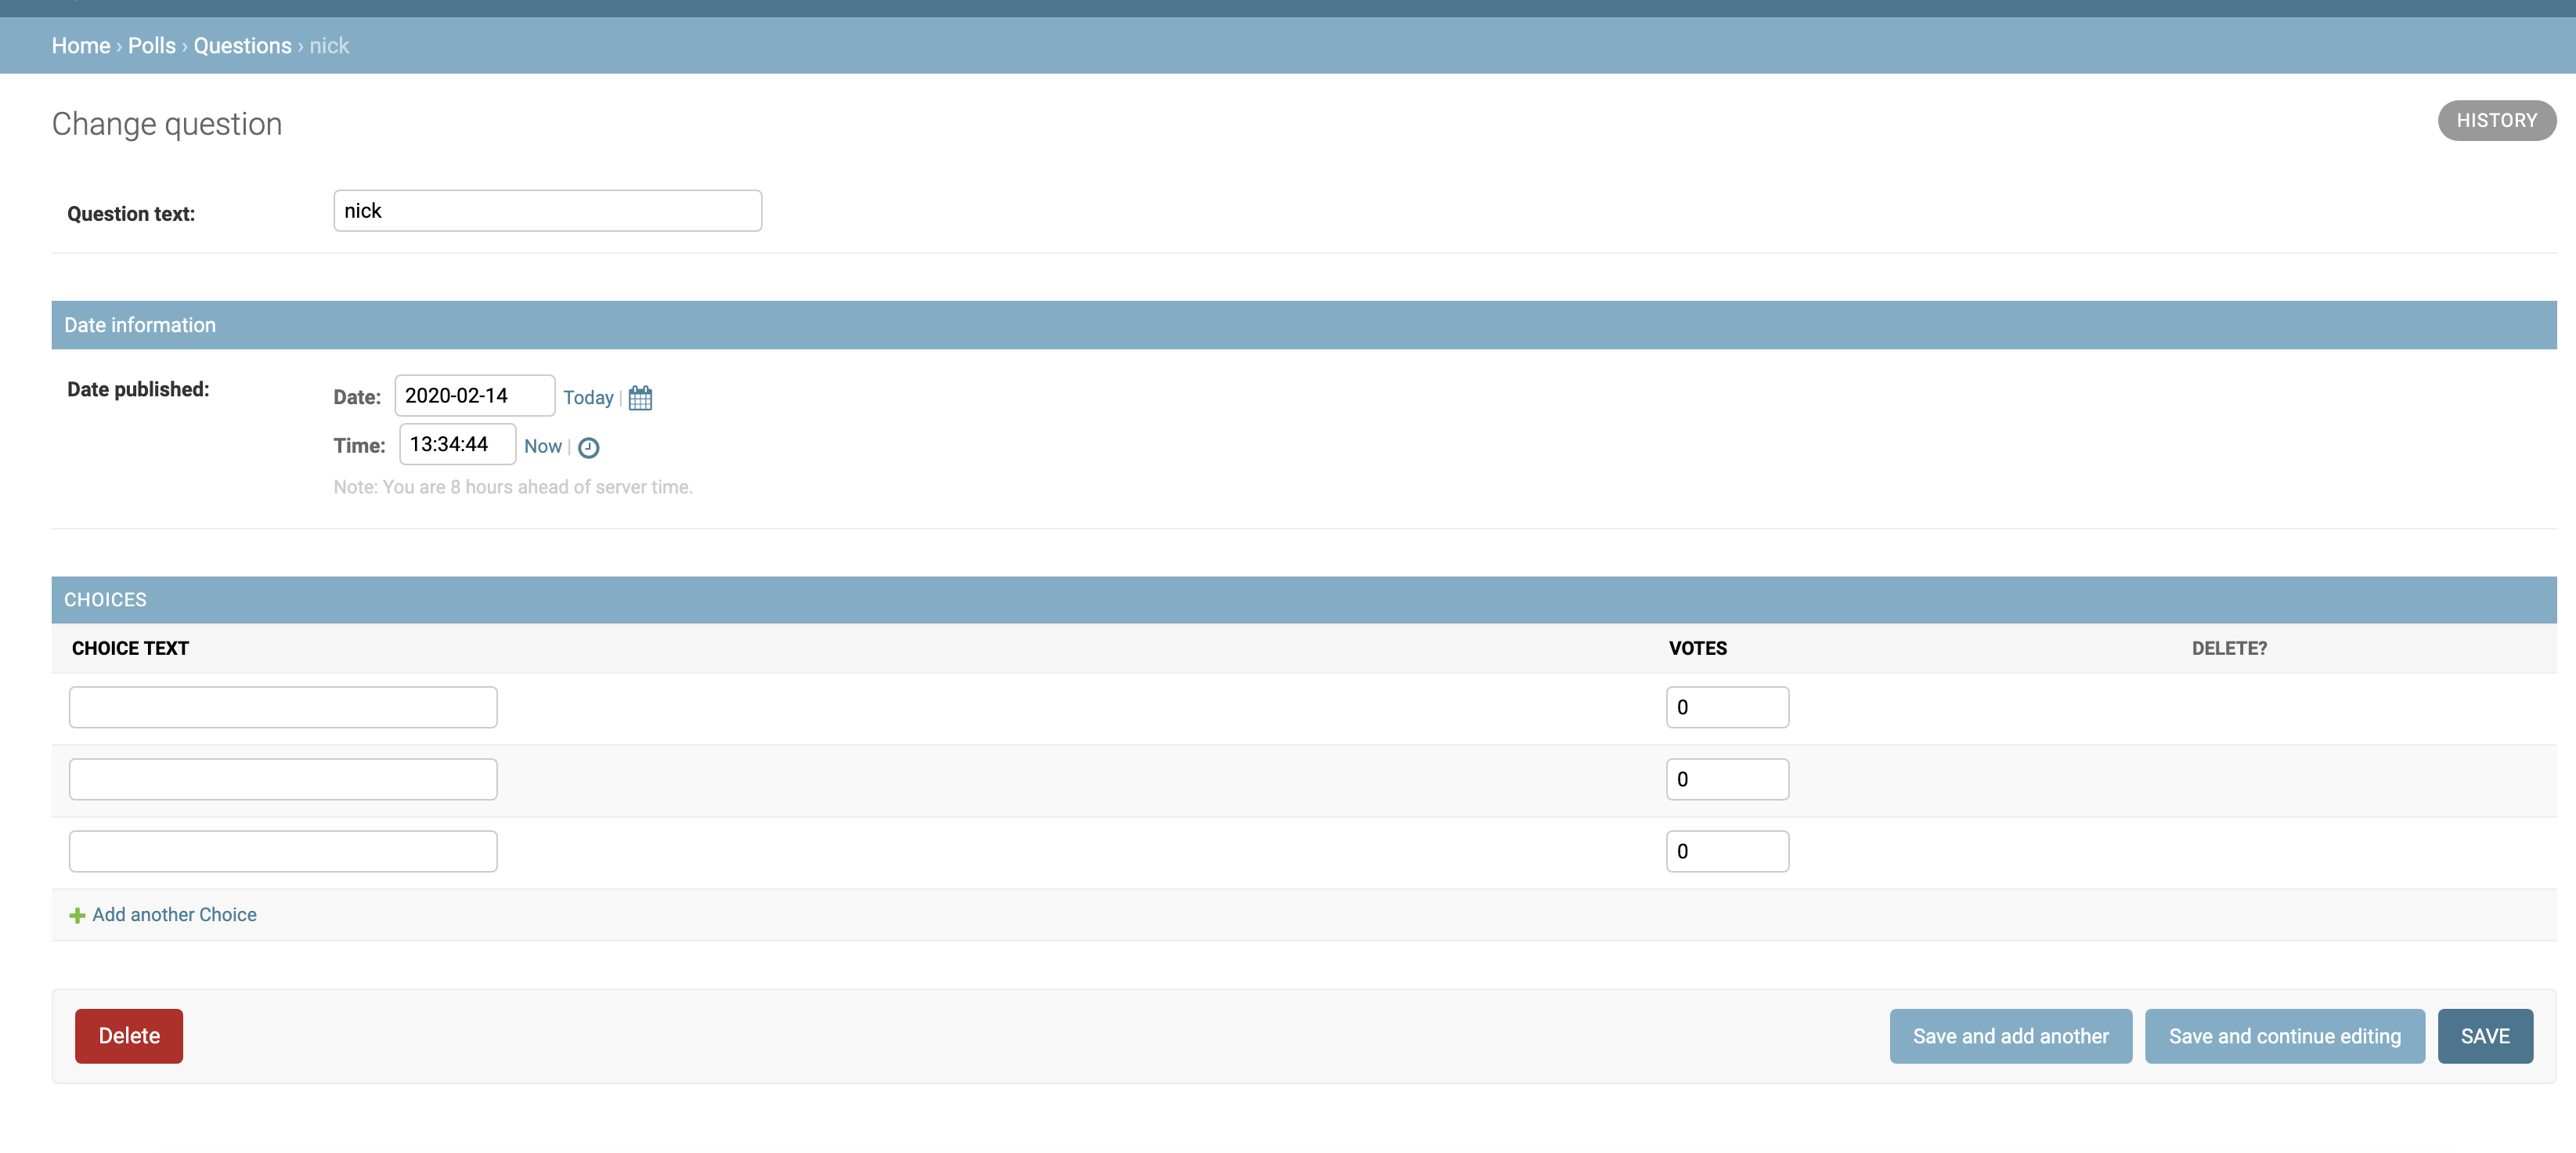 Home › Polls › Questions › nick
Change question
HISTORY
Question text:
nick
Date information
Date published:
Date: 2020-02-14 Today |
Time: 13:34:44 Now |
Note: You are 8 hours ahead of server time.
CHOICES
CHOICE TEXT VOTES DELETE?
0
0
0
Add another Choice
Delete Save and add another Save and continue editing SAVE